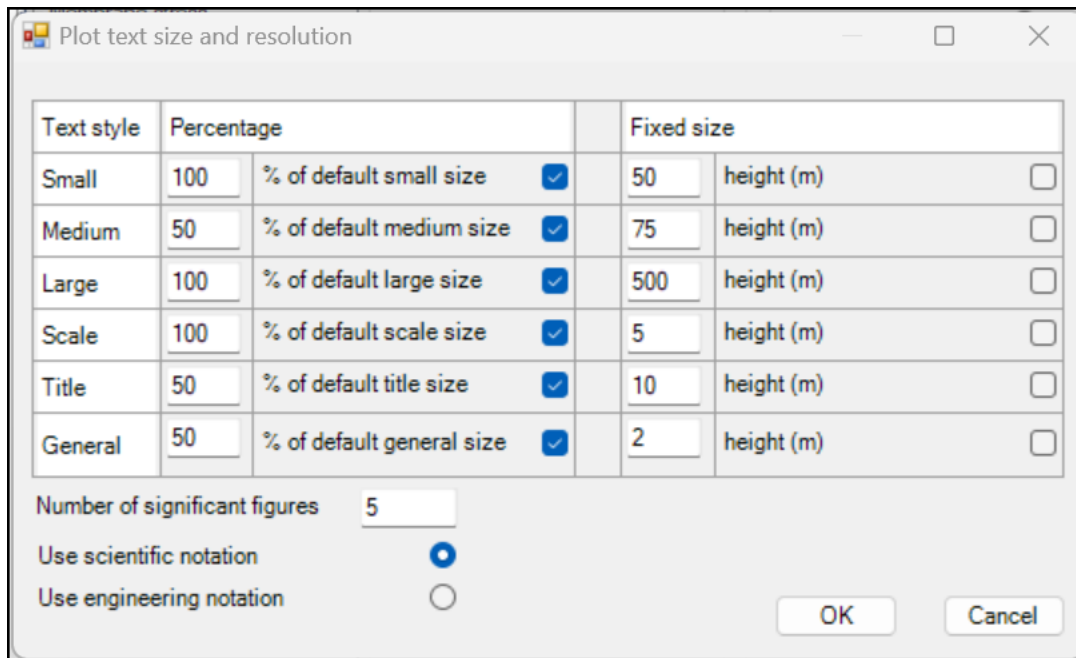 Plot text size and resolution
Text style Percentage Fixed size
Small 100 % of default small size 50 height (m)
Medium 50 % of default medium size 75 height (m)
Large 100 % of default large size 500 height (m)
Scale 100 % of default scale size 5 height (m)
Title 50 % of default title size 10 height (m)
General 50 % of default general size 2 height (m)
Number of significant figures 5
Use scientific notation
Use engineering notation
OK Cancel